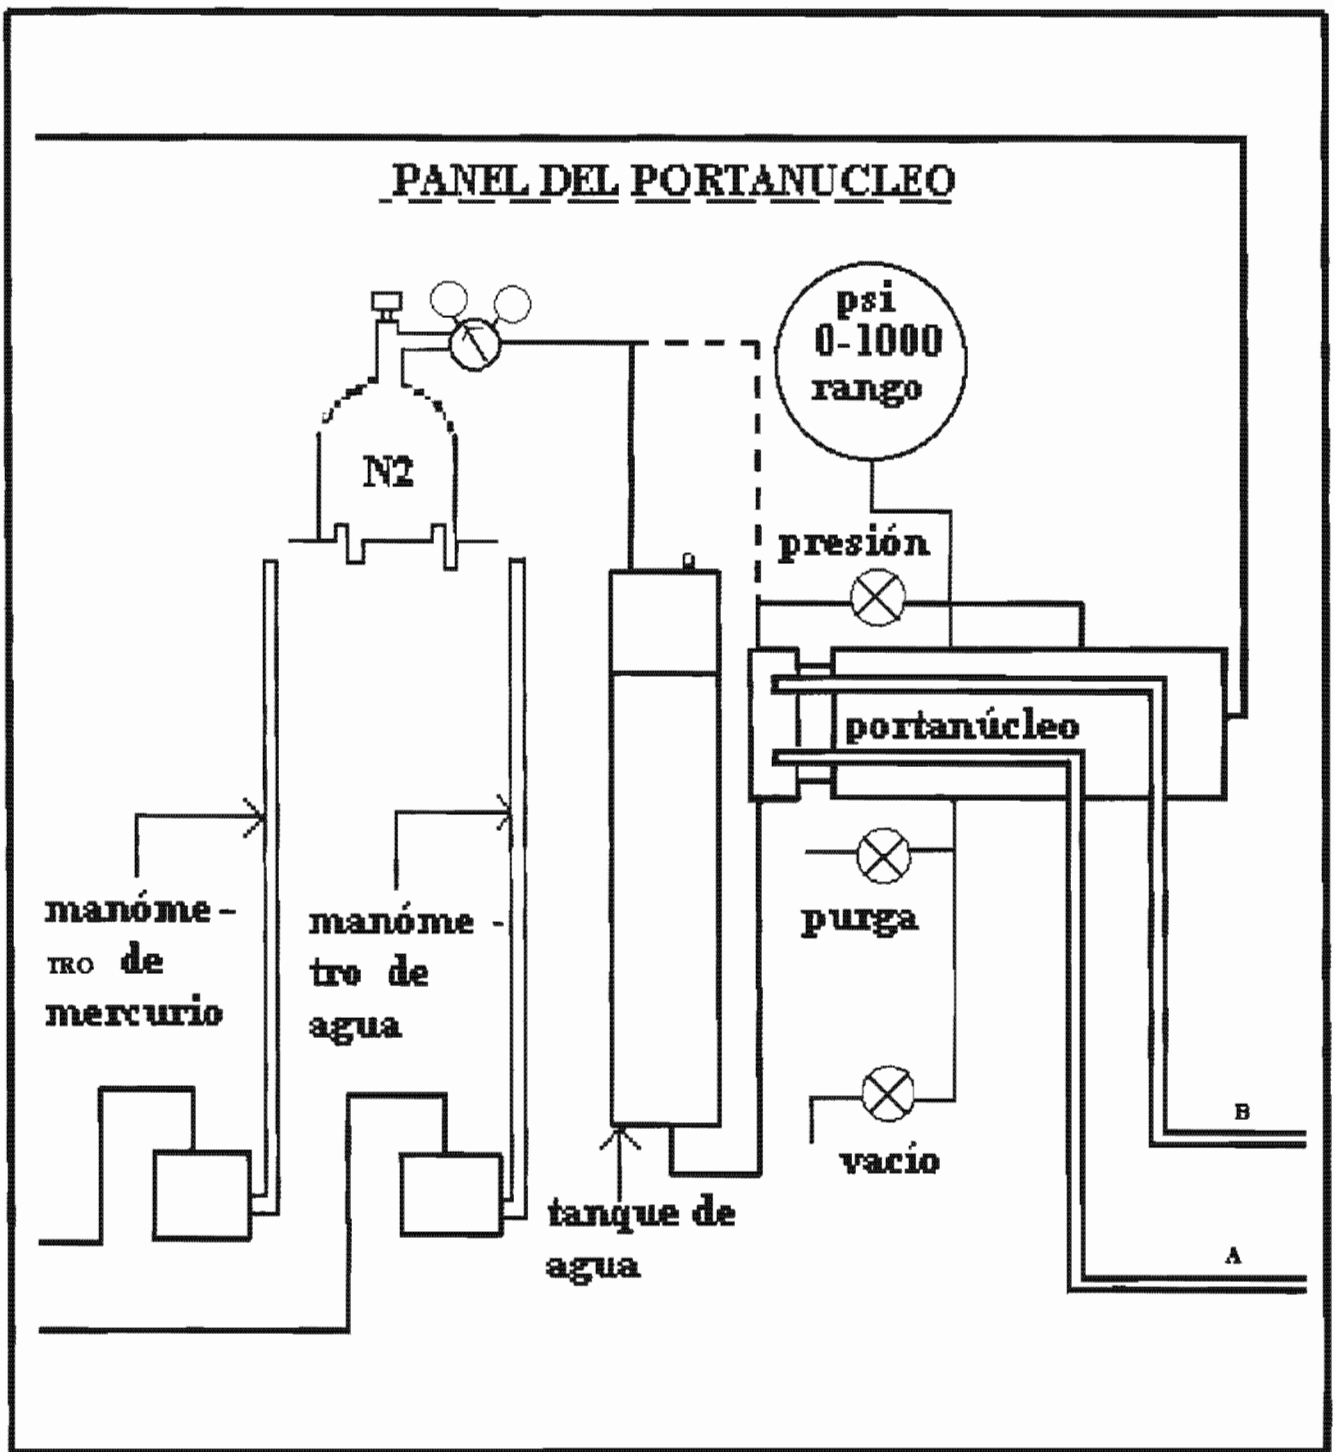 PANEL DEL PORTANUCLEO
psi
0-1000
rango
N2
presión
portanúcleo
manóme-
TRO de
mercurio
manóme -
tro de
agua
purga
vacío
tanque de
agua
B
A